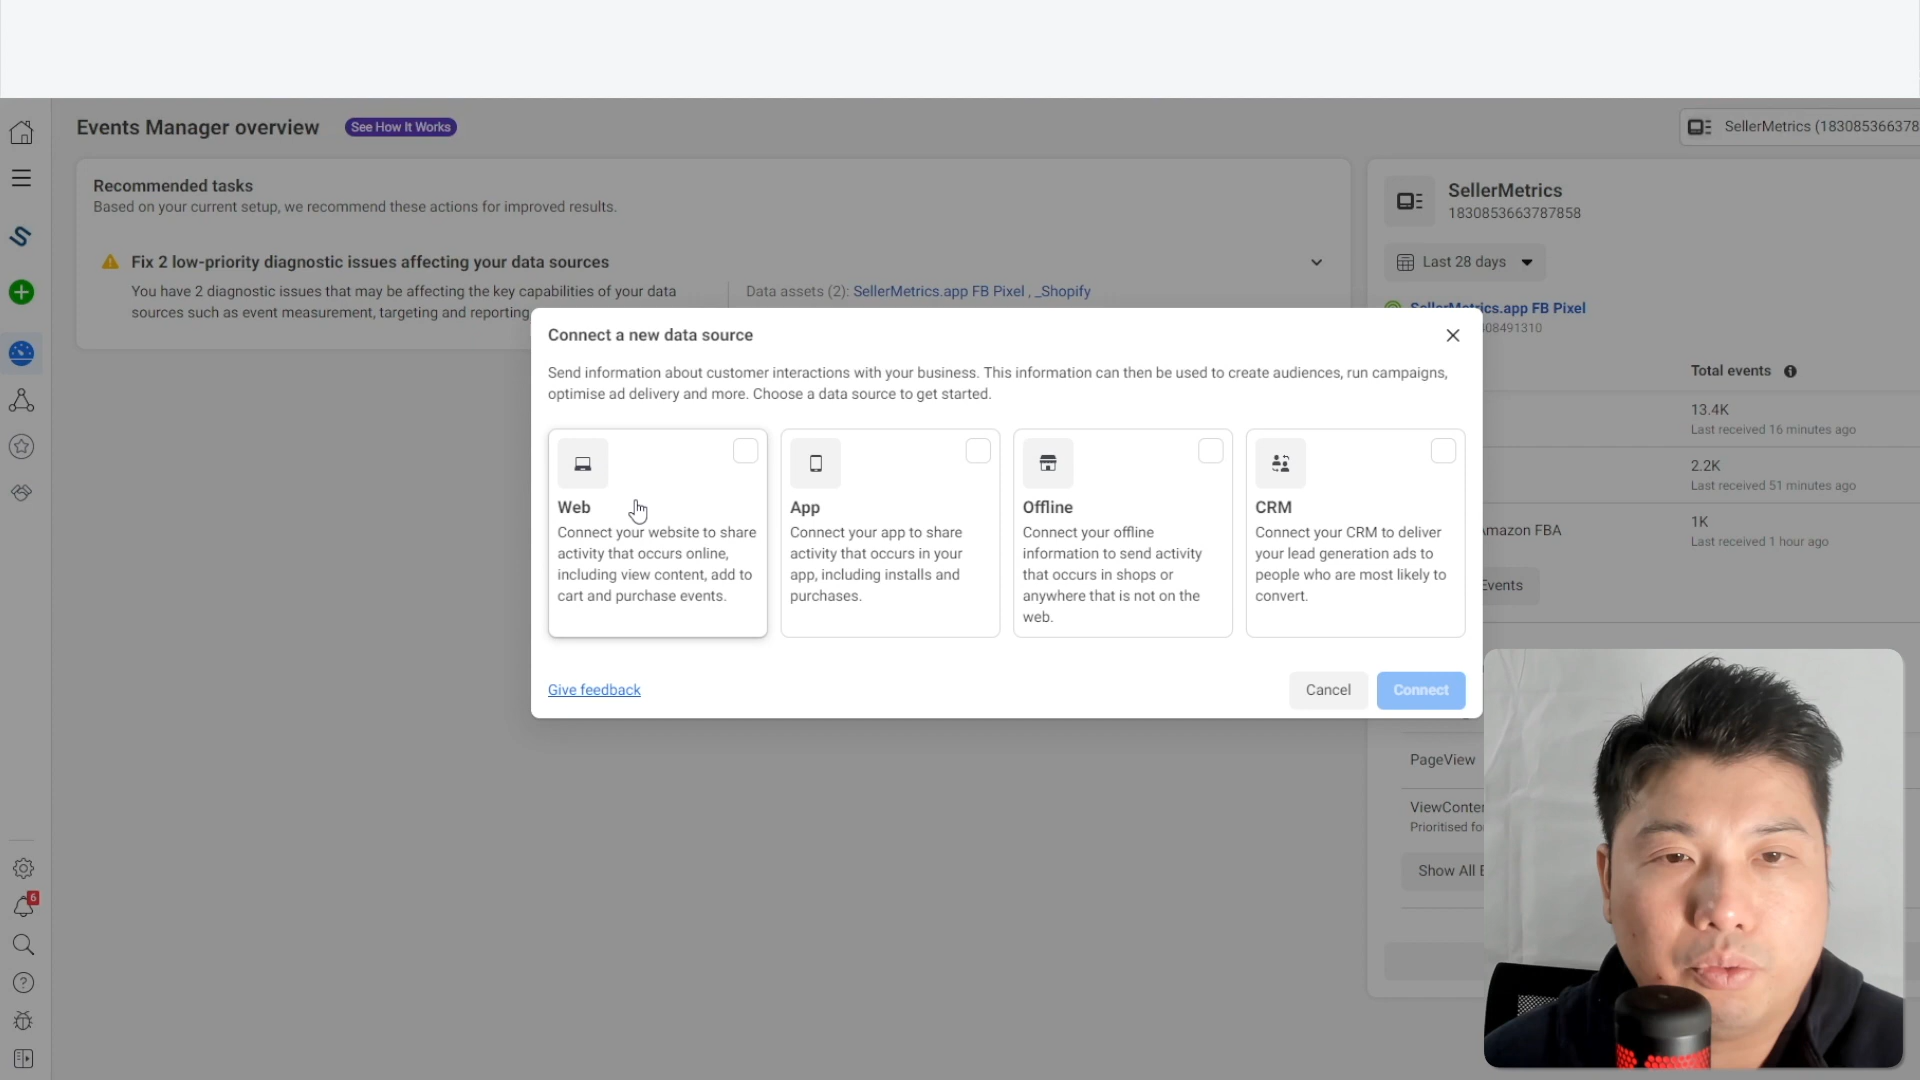 Events Manager overview
See How It Works
SellerMetrics (183085366378
Recommended tasks
Based on your current setup, we recommend these actions for improved results.
Fix 2 low-priority diagnostic issues affecting your data sources
You have 2 diagnostic issues that may be affecting the key capabilities of your data
sources such as event measurement, targeting and reporting
Data assets (2): SellerMetrics.app FB Pixel , _Shopify
SellerMetrics
1830853663787858
Last 28 days
SellerMetrics.app FB Pixel
08491310
Total events
13.4K
Last received 16 minutes ago
2.2K
Last received 51 minutes ago
Amazon FBA
1K
Last received 1 hour ago
Events
PageView
ViewConte
Prioritised fo
Show All E
Connect a new data source
Send information about customer interactions with your business. This information can then be used to create audiences, run campaigns,
optimise ad delivery and more. Choose a data source to get started.
Web
Connect your website to share
activity that occurs online,
including view content, add to
cart and purchase events.
App
Connect your app to share
activity that occurs in your
app, including installs and
purchases.
Offline
Connect your offline
information to send activity
that occurs in shops or
anywhere that is not on the
web.
CRM
Connect your CRM to deliver
your lead generation ads to
people who are most likely to
convert.
Give feedback
Cancel
Connect
6